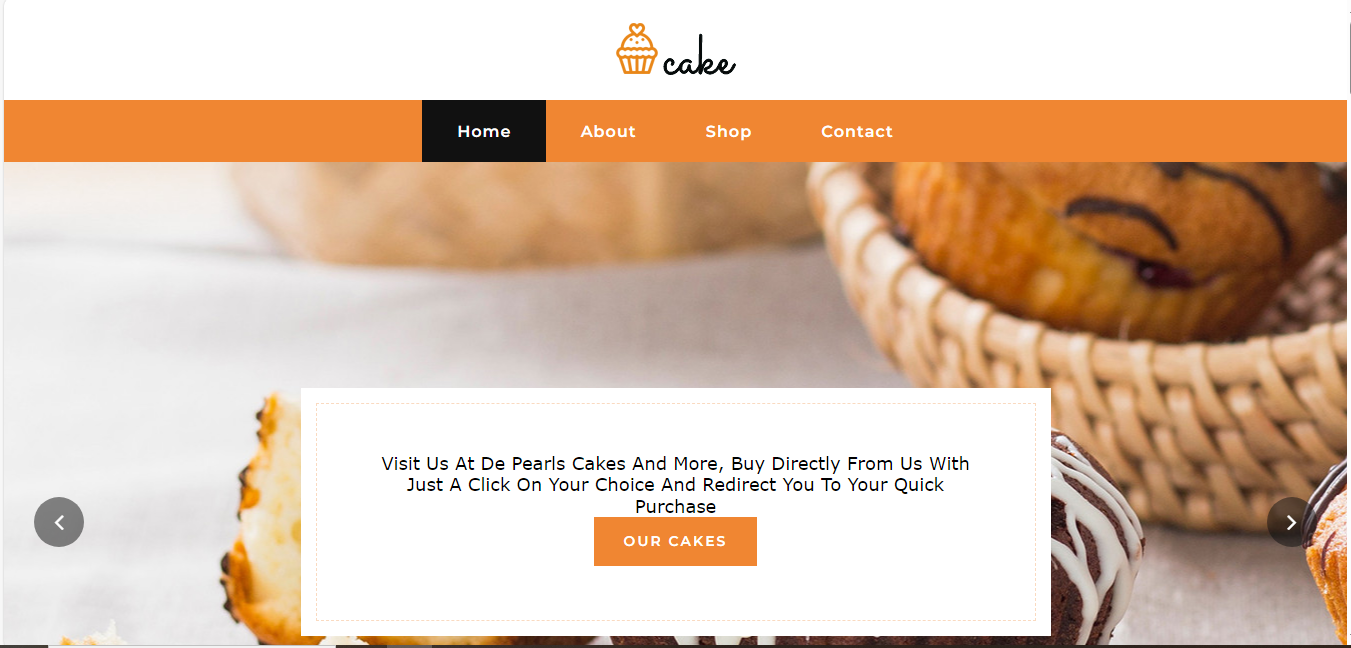 cake
Home About Shop Contact
Visit Us At De Pearls Cakes And More, Buy Directly From Us With
Just A Click On Your Choice And Redirect You To Your Quick
Purchase
OUR CAKES